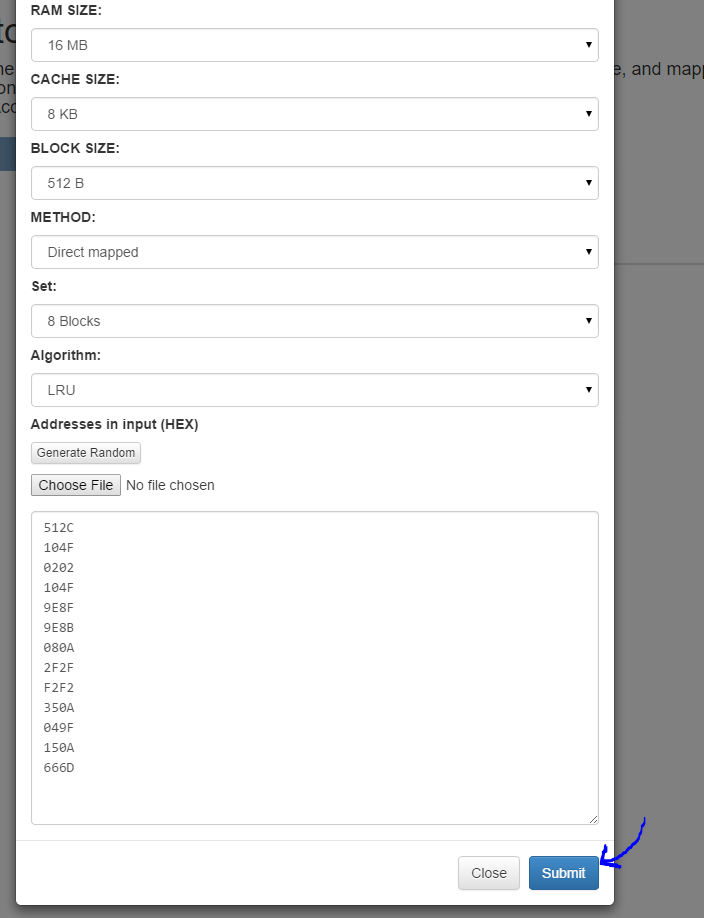 RAM SIZE:
16 MB
e, and mapp
CACHE SIZE:
8 KB
BLOCK SIZE:
512 B
METHOD:
Direct mapped
Set:
8 Blocks
Algorithm:
LRU
Addresses in input (HEX)
Generate Random
Choose File No file chosen
512C
104F
0202
104F
9E8F
9E8B
080A
2F2F
F2F2
350A
049F
150A
666D
Close Submit